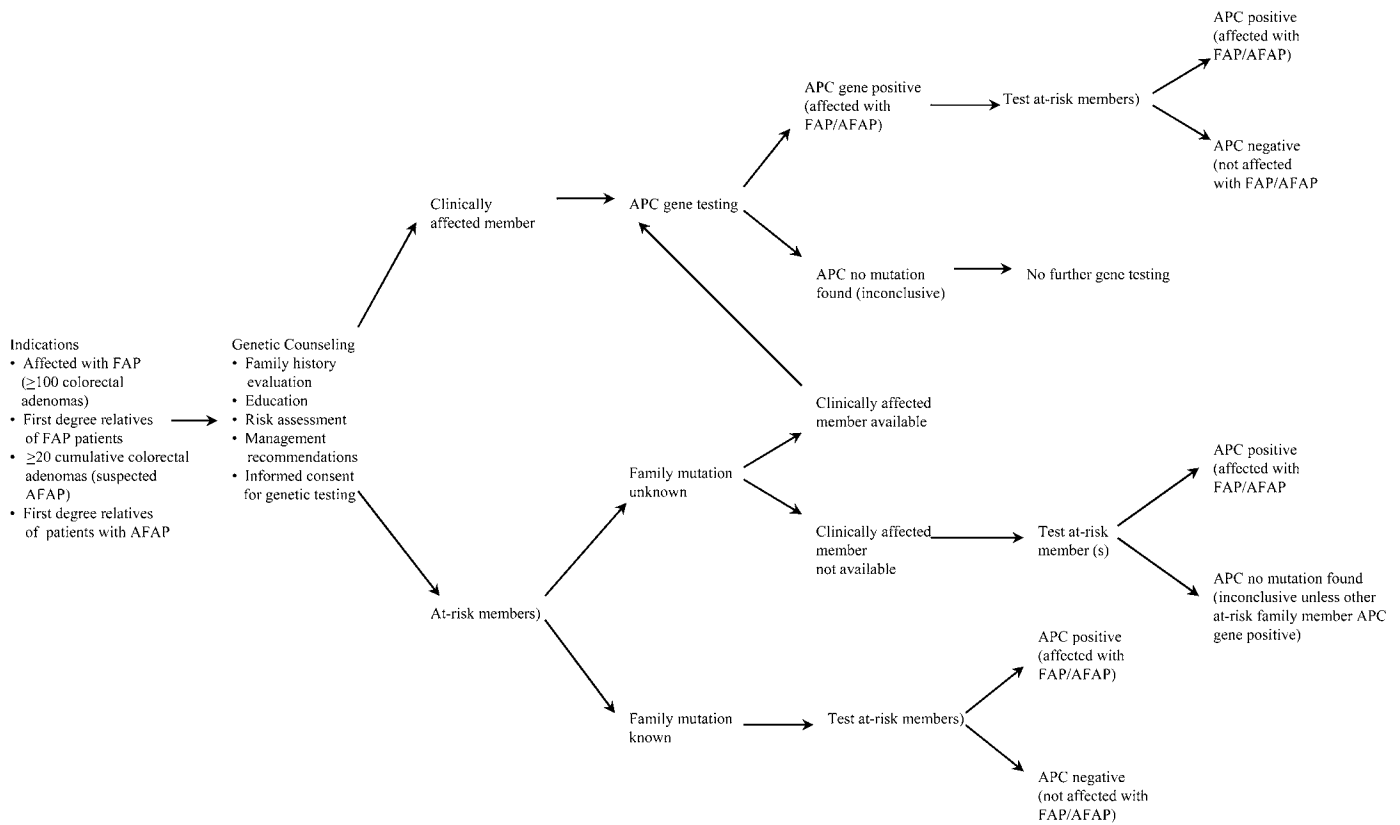 APC positive
(affected with
FAP/AFAP)
APC gene positive
(affected with
FAP/AFAP)
Test at-risk members)
APC negative
(not affected
with FAP/AFAP
Clinically
affected member
APC gene testing
APC no mutation
found (inconclusive)
No further gene testing
Indications
• Affected with FAP
(≥100 colorectal
adenomas)
• First degree relatives
of FAP patients
• ≥20 cumulative colorectal
adenomas (suspected
AFAP)
• First degree relatives
of patients with AFAP
Genetic Counseling
• Family history
evaluation
• Education
• Risk assessment
• Management
recommendations
• Informed consent
for genetic testing
Clinically affected
member available
Family mutation
unknown
Clinically affected
member
not available
Test at-risk
member (s)
APC positive
(affected with
FAP/AFAP
APC no mutation found
(inconclusive unless other
at-risk family member APC
gene positive)
At-risk members)
Family mutation
known
Test at-risk members)
APC positive
(affected with
FAP/AFAP)
APC negative
(not affected with
FAP/AFAP)